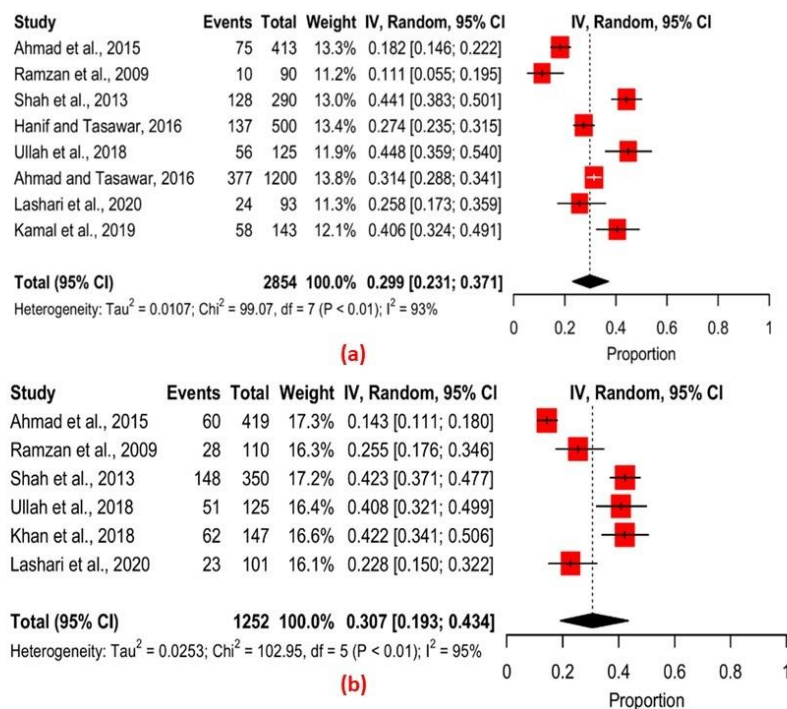 Study Events Total Weight IV, Random, 95% CI IV, Random, 95% CI
Ahmad et al., 2015 75 413 13.3% 0.182 [0.146; 0.222]
Ramzan et al., 2009 10 90 11.2% 0.111 [0.055; 0.195]
Shah et al., 2013 128 290 13.0% 0.441 [0.383; 0.501]
Hanif and Tasawar, 2016 137 500 13.4% 0.274 [0.235; 0.315]
Ullah et al., 2018 56 125 11.9% 0.448 [0.359; 0.540]
Ahmad and Tasawar, 2016 377 1200 13.8% 0.314 [0.288; 0.341]
Lashari et al., 2020 24 93 11.3% 0.258 [0.173; 0.359]
Kamal et al., 2019 58 143 12.1% 0.406 [0.324; 0.491]
Total (95% CI) 2854 100.0% 0.299 [0.231; 0.371]
Heterogeneity: Tau² = 0.0107; Chi² = 99.07, df = 7 (P < 0.01); I² = 93%
0 0.2 0.4 0.6 0.8 1
Proportion
(a)
Study Events Total Weight IV, Random, 95% CI IV, Random, 95% CI
Ahmad et al., 2015 60 419 17.3% 0.143 [0.111; 0.180]
Ramzan et al., 2009 28 110 16.3% 0.255 [0.176; 0.346]
Shah et al., 2013 148 350 17.2% 0.423 [0.371; 0.477]
Ullah et al., 2018 51 125 16.4% 0.408 [0.321; 0.499]
Khan et al., 2018 62 147 16.6% 0.422 [0.341; 0.506]
Lashari et al., 2020 23 101 16.1% 0.228 [0.150; 0.322]
Total (95% CI) 1252 100.0% 0.307 [0.193; 0.434]
Heterogeneity: Tau² = 0.0253; Chi² = 102.95, df = 5 (P < 0.01); I² = 95%
0 0.2 0.4 0.6 0.8 1
Proportion
(b)